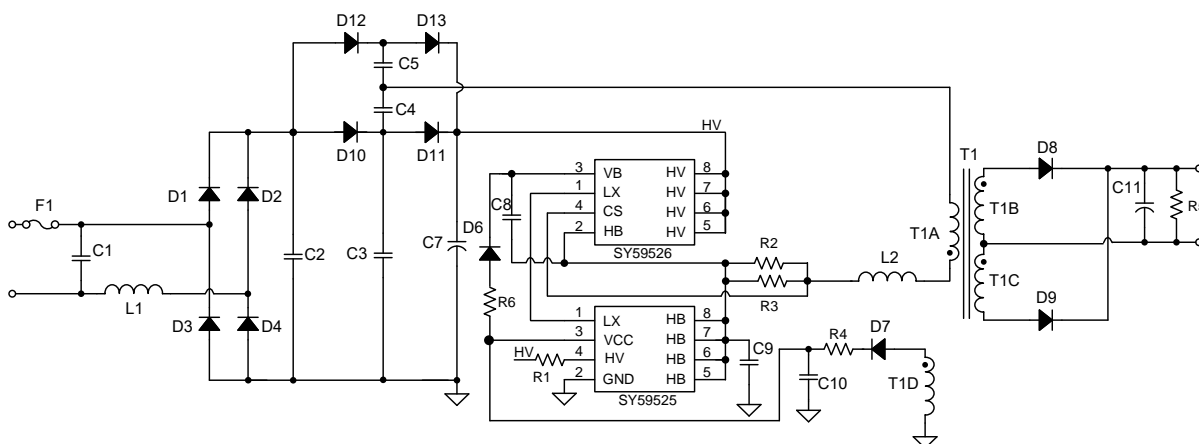 D12
D13
C5
C4
HV
D10
D11
D1
D2
F1
C1
C2
C3
C7
L1
D3
D4
D6
C8
3 VB HV 8
1 LX HV 7
4 CS HV 6
2 HB HV 5
SY59526
R6
R2
R3
L2
1 LX HB 8
3 VCC HB 7
4 HV HB 6
2 GND HB 5
SY59525
HV
R1
C9
R4
D7
C10
T1D
T1
T1A
T1B
T1C
D8
D9
C11